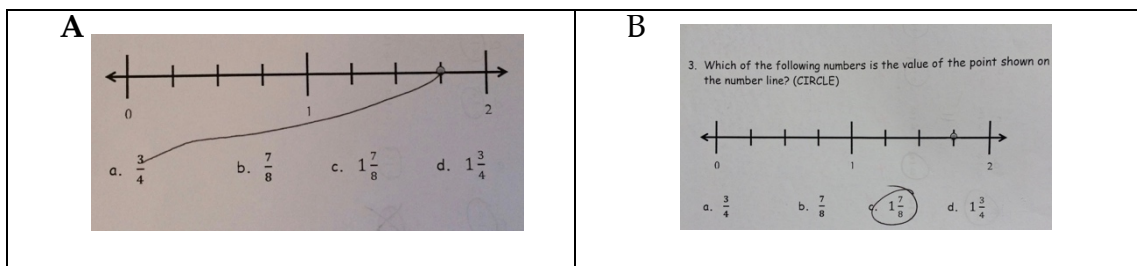 A
0 1 2
a. 3/4 b. 7/8 c. 1 7/8 d. 1 3/4
B
3. Which of the following numbers is the value of the point shown on
the number line? (CIRCLE)
0 1 2
a. 3/4 b. 7/8 c. 1 7/8 d. 1 3/4